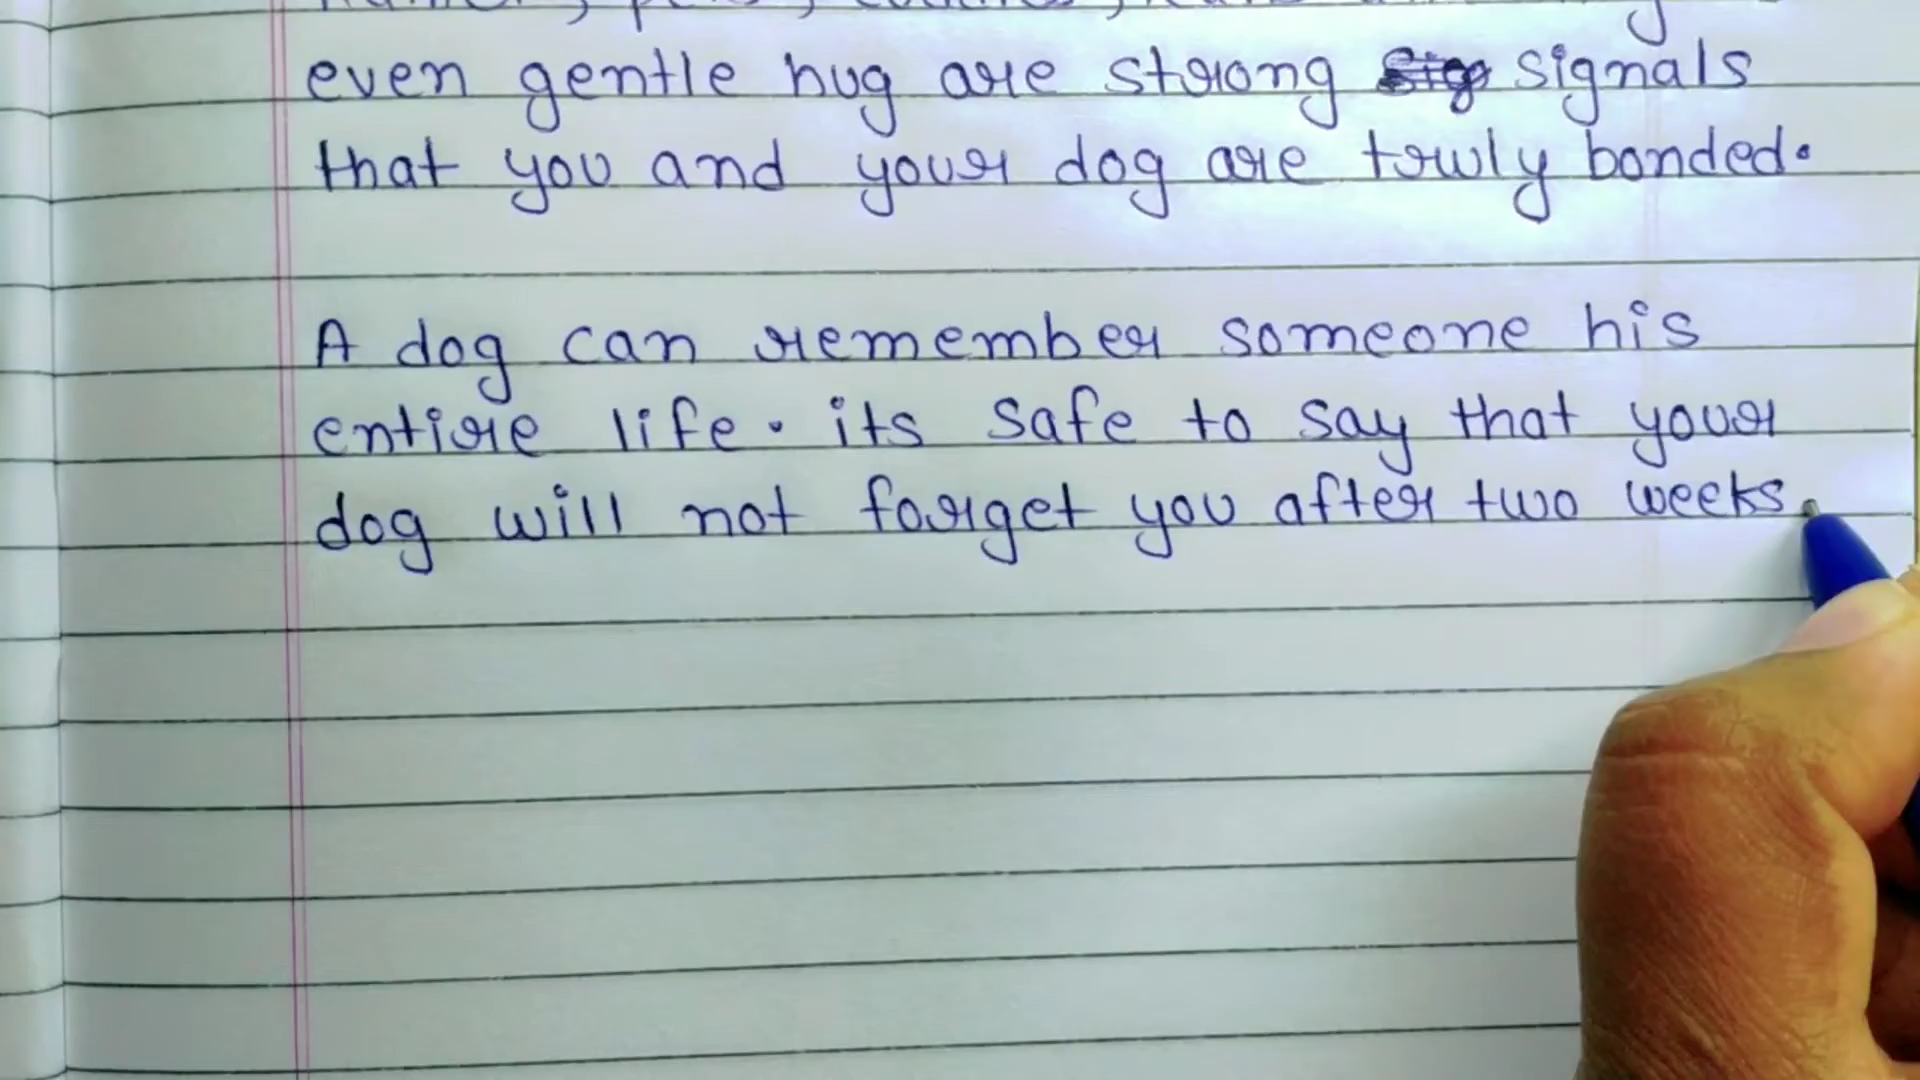 even gentle hug are strong signals
that you and your dog are truly bonded.
A dog can remember someone his
entire life. its safe to say that your
dog will not forget you after two weeks.